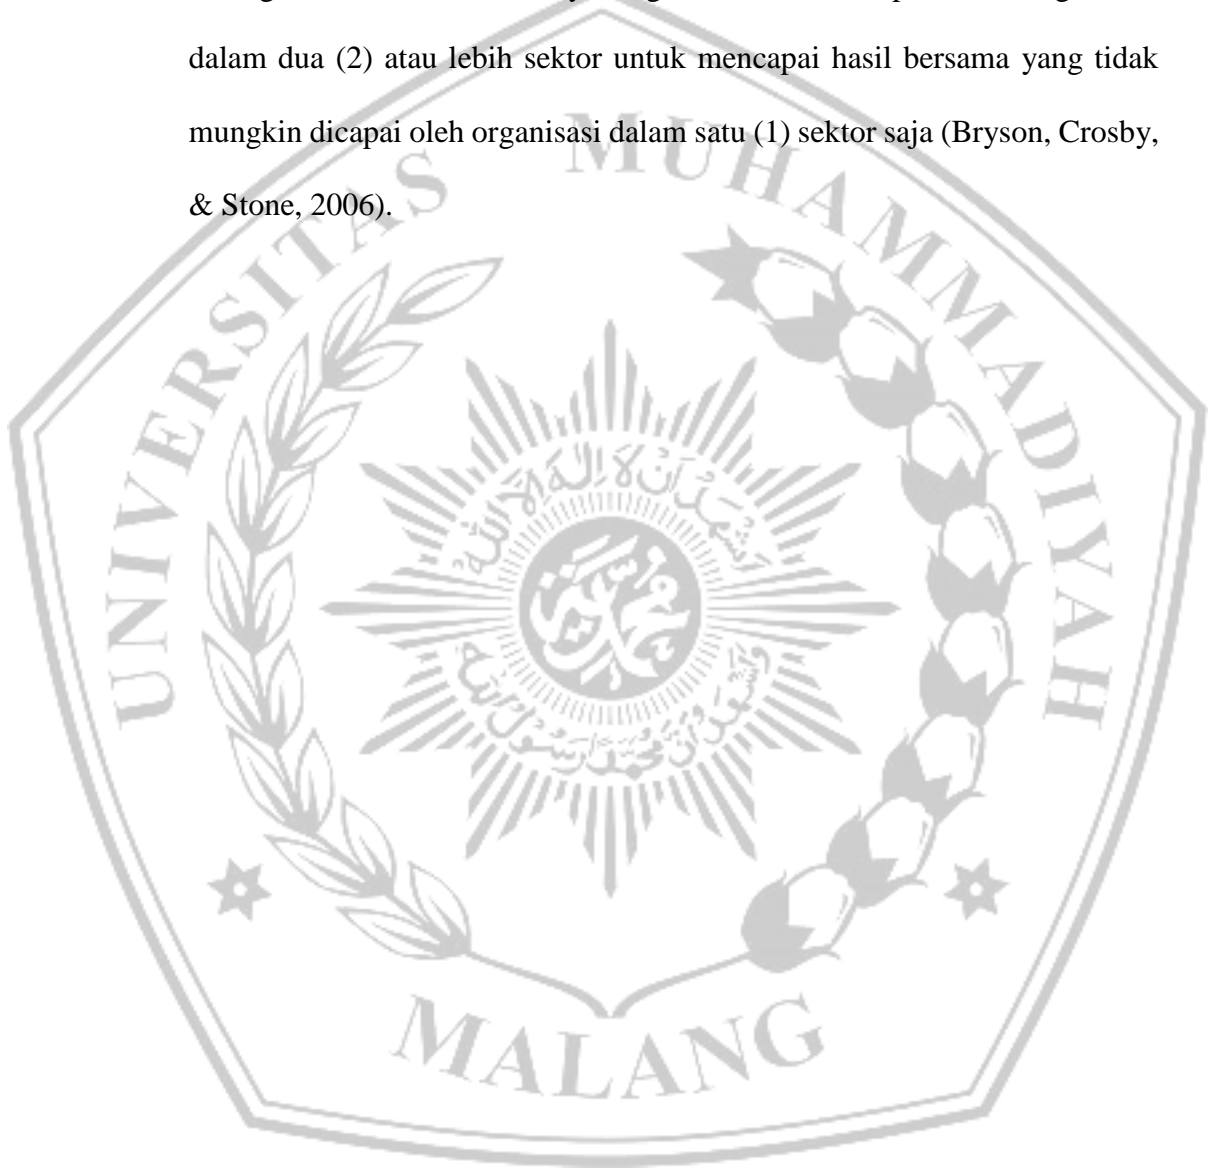 dalam dua (2) atau lebih sektor untuk mencapai hasil bersama yang tidak
mungkin dicapai oleh organisasi dalam satu (1) sektor saja (Bryson, Crosby,
& Stone, 2006).
UNIVERSITAS MUHAMMADIYAH
MALANG